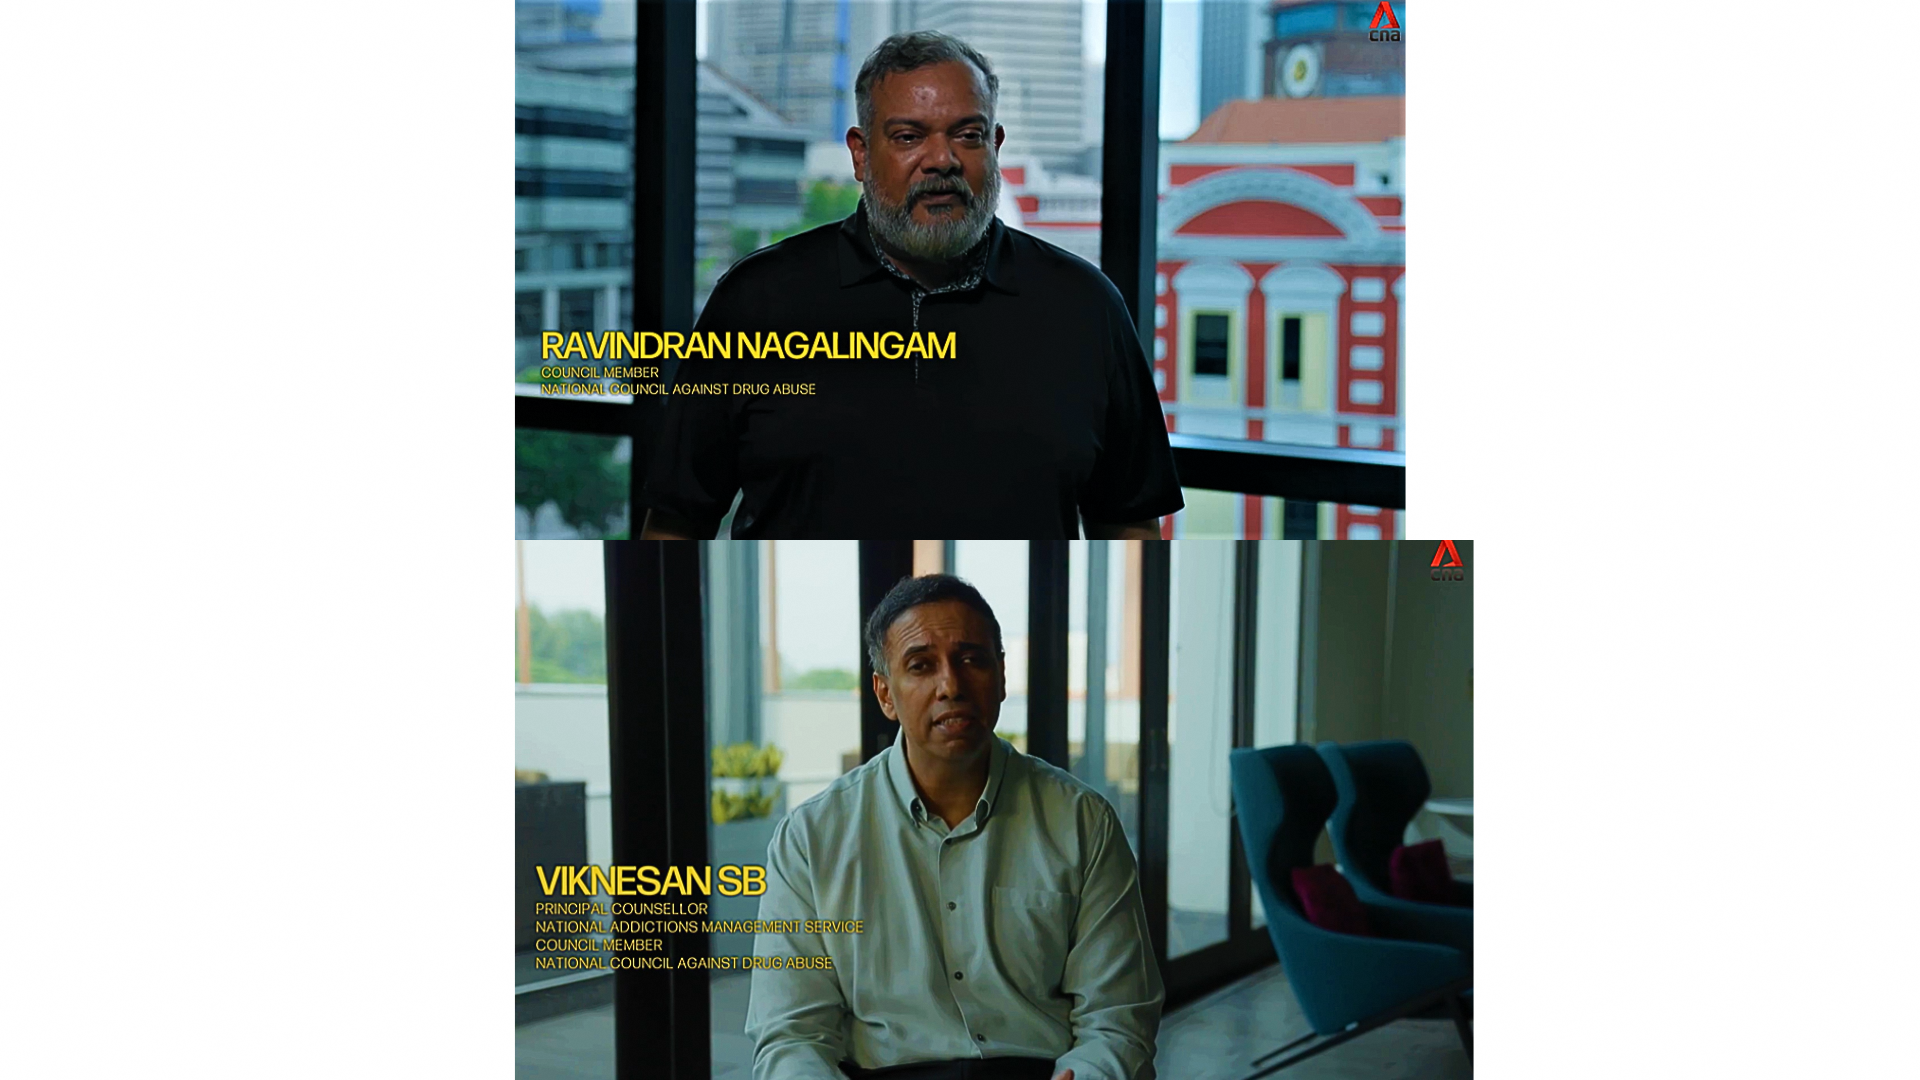 cna
RAVINDRAN NAGALINGAM
COUNCIL MEMBER
NATIONAL COUNCIL AGAINST DRUG ABUSE
cna
VIKNESAN SB
PRINCIPAL COUNSELLOR
NATIONAL ADDICTIONS MANAGEMENT SERVICE
COUNCIL MEMBER
NATIONAL COUNCIL AGAINST DRUG ABUSE